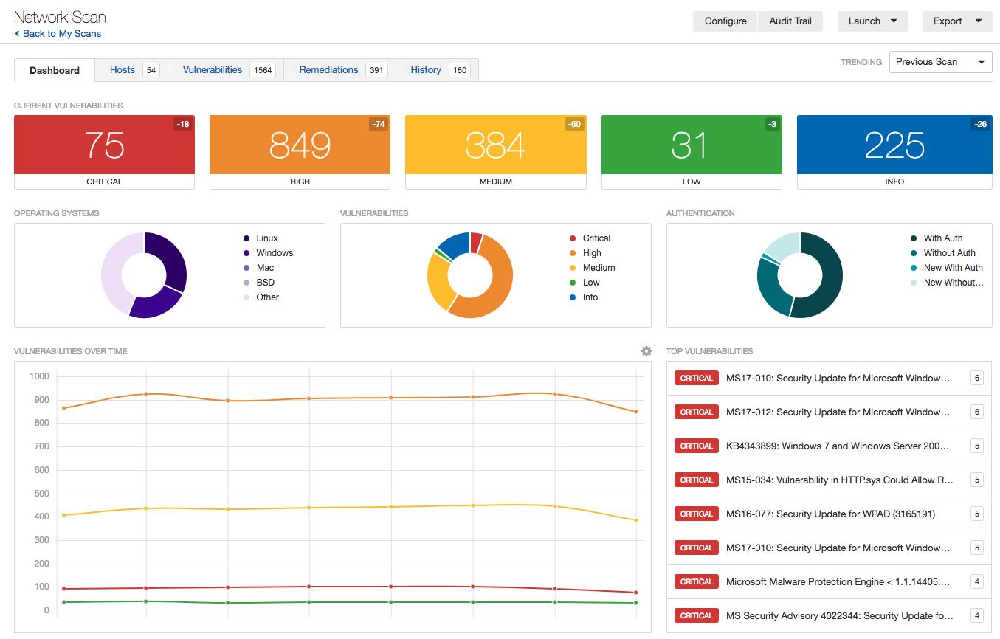 Network Scan
Back to My Scans
Configure Audit Trail Launch Export
Dashboard Hosts 54 Vulnerabilities 1564 Remediations 391 History 160
TRENDING Previous Scan
CURRENT VULNERABILITIES
-18 -74 -60 -3 -26
75 849 384 31 225
CRITICAL HIGH MEDIUM LOW INFO
OPERATING SYSTEMS
Linux
Windows
Mac
BSD
Other
VULNERABILITIES
Critical
High
Medium
Low
Info
AUTHENTICATION
With Auth
Without Auth
New With Auth
New Without...
VULNERABILITIES OVER TIME
1000
900
800
700
600
500
400
300
200
100
0
TOP VULNERABILITIES
CRITICAL MS17-010: Security Update for Microsoft Window... 6
CRITICAL MS17-012: Security Update for Microsoft Window... 6
CRITICAL KB4343899: Windows 7 and Windows Server 200... 5
CRITICAL MS15-034: Vulnerability in HTTP.sys Could Allow R... 5
CRITICAL MS16-077: Security Update for WPAD (3165191) 5
CRITICAL MS17-010: Security Update for Microsoft Window... 5
CRITICAL Microsoft Malware Protection Engine < 1.1.14405.... 4
CRITICAL MS Security Advisory 4022344: Security Update fo... 4